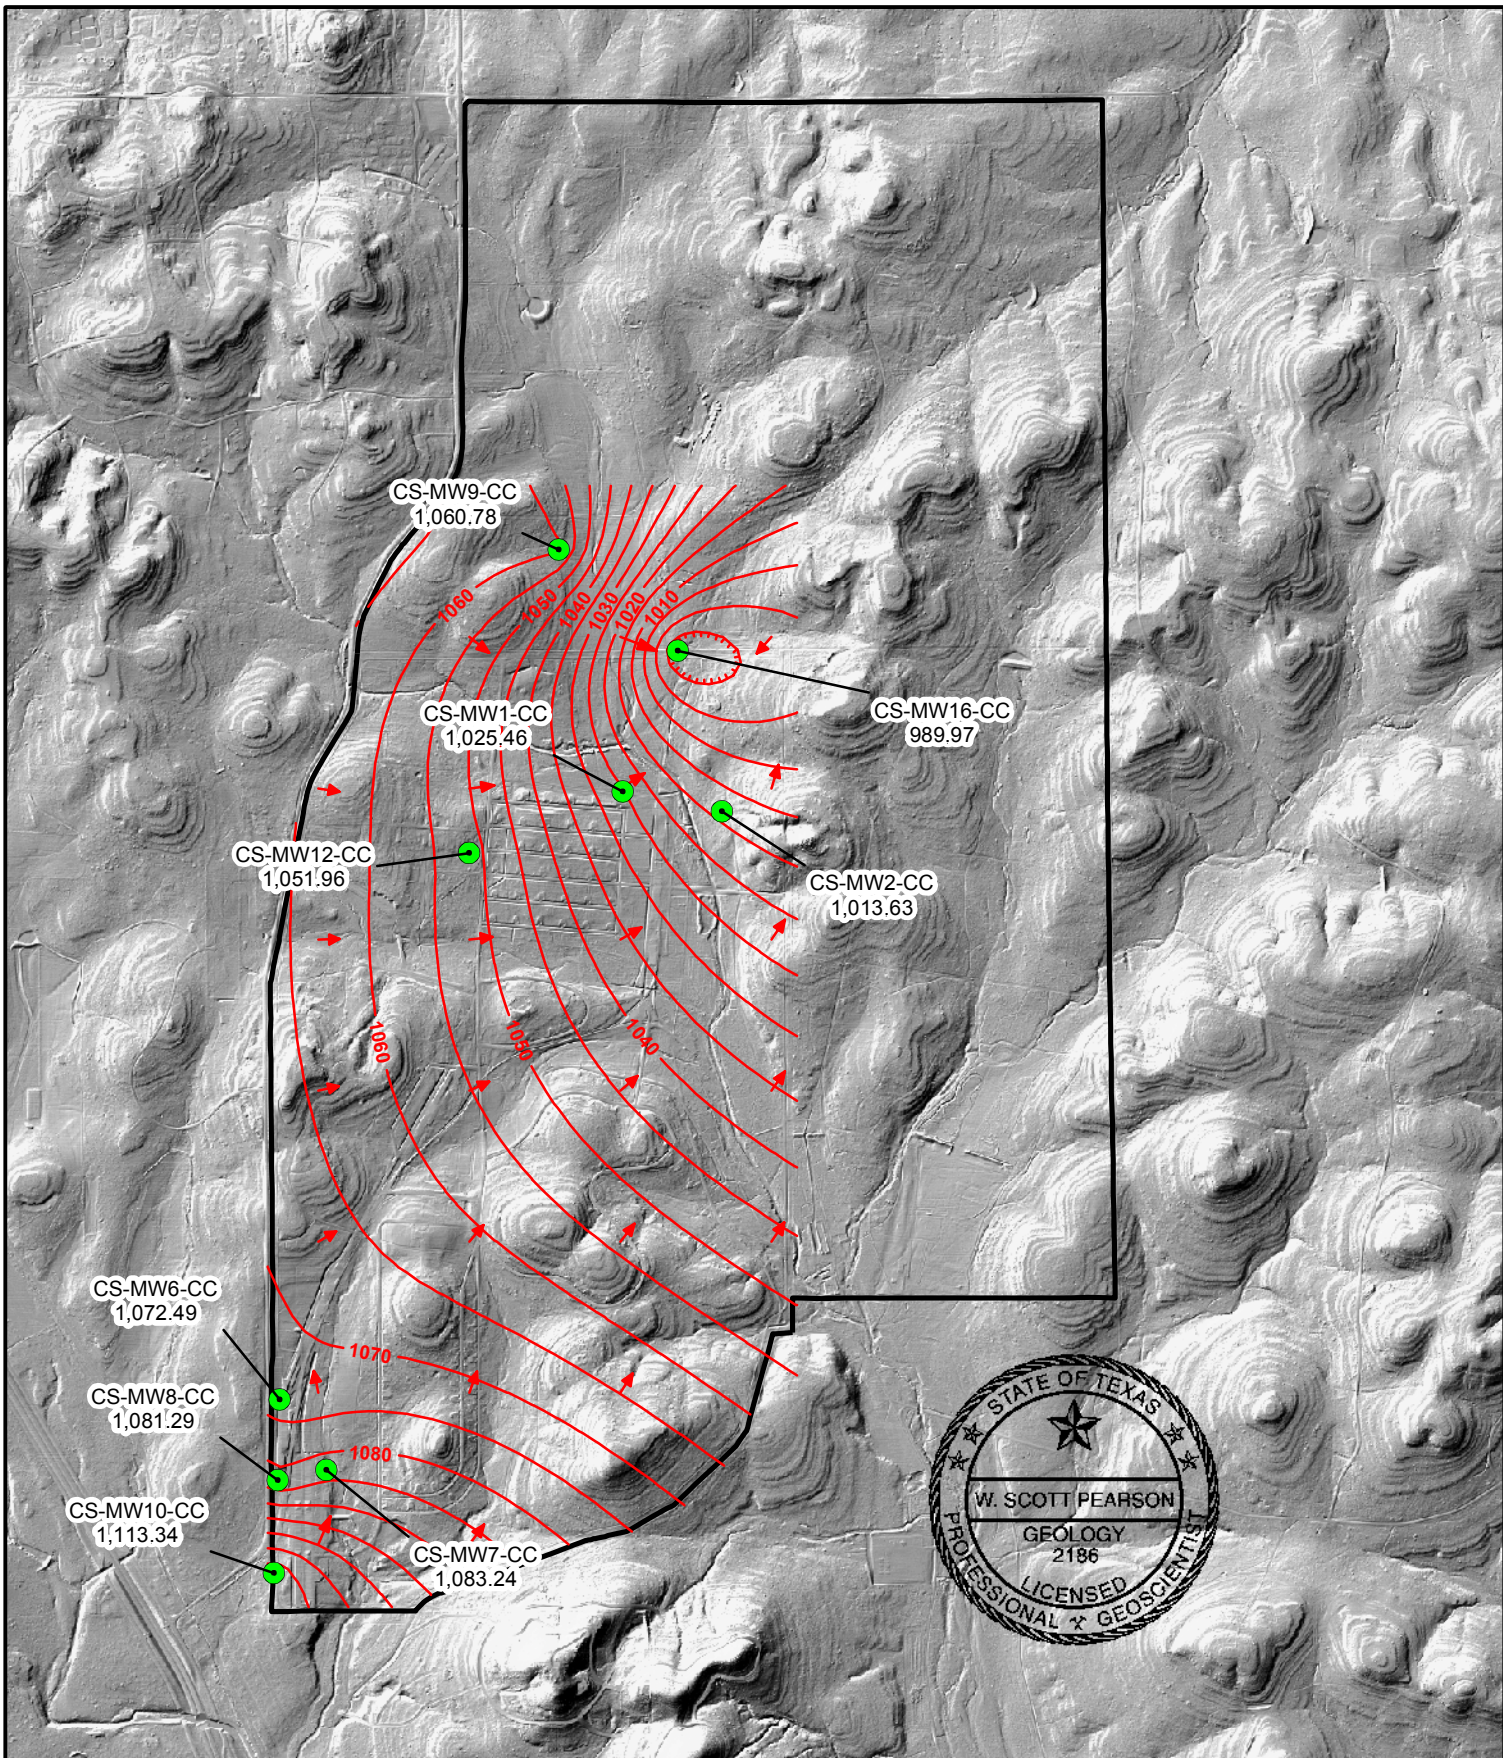 CS-MW9-CC
1,060.78
1060
1050
1040
1030
1020
1010
CS-MW1-CC
1,025.46
CS-MW16-CC
989.97
CS-MW12-CC
1,051.96
CS-MW2-CC
1,013.63
1060
1050
1040
CS-MW6-CC
1,072.49
1070
CS-MW8-CC
1,081.29
1080
CS-MW10-CC
1,113.34
CS-MW7-CC
1,083.24
STATE OF TEXAS
W. SCOTT PEARSON
GEOLOGY
2186
LICENSED
PROFESSIONAL GEOSCIENTIST